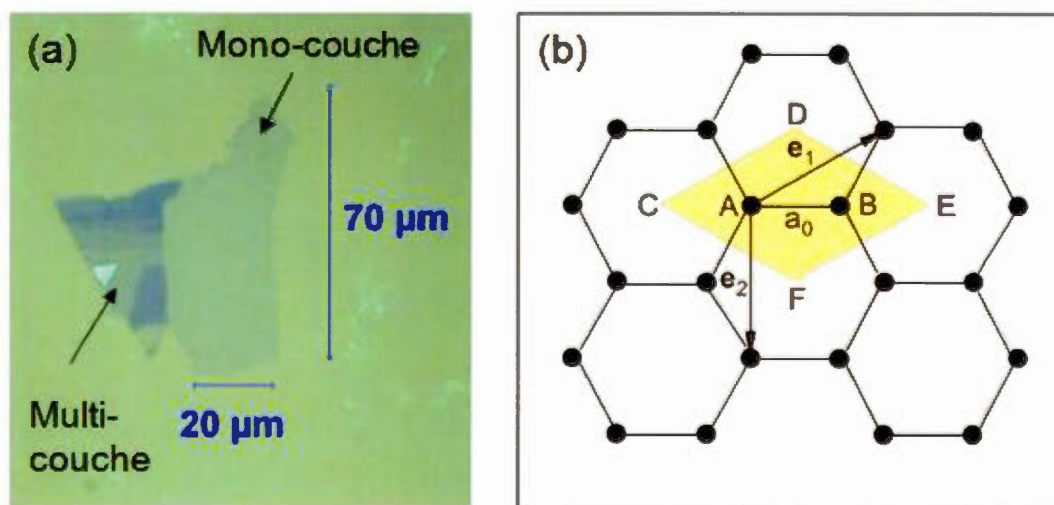 (a)
Mono-couche
70 µm
20 µm
Multi-
couche
(b)
D
e₁
C
A
B
E
a₀
e₂
F